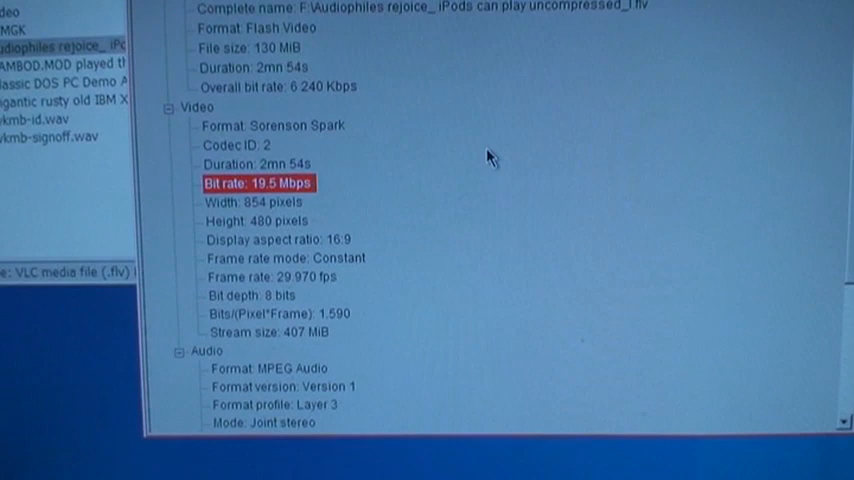 deo
MGK
udiophiles rejoice_ iPo
AMBOD.MOD played th
lassic DOS PC Demo A
igantic rusty old IBM X
kmb-id.wav
vkmb-signoff.wav
e: VLC media file (.flv)
Complete name: F:\Audiophiles rejoice_ iPods can play uncompressed_!.flv
Format: Flash Video
File size: 130 MiB
Duration: 2mn 54s
Overall bit rate: 6 240 Kbps
Video
Format: Sorenson Spark
Codec ID: 2
Duration: 2mn 54s
Bit rate: 19.5 Mbps
Width: 854 pixels
Height: 480 pixels
Display aspect ratio: 16:9
Frame rate mode: Constant
Frame rate: 29.970 fps
Bit depth: 8 bits
Bits/(Pixel*Frame): 1.590
Stream size: 407 MiB
Audio
Format: MPEG Audio
Format version: Version 1
Format profile: Layer 3
Mode: Joint stereo